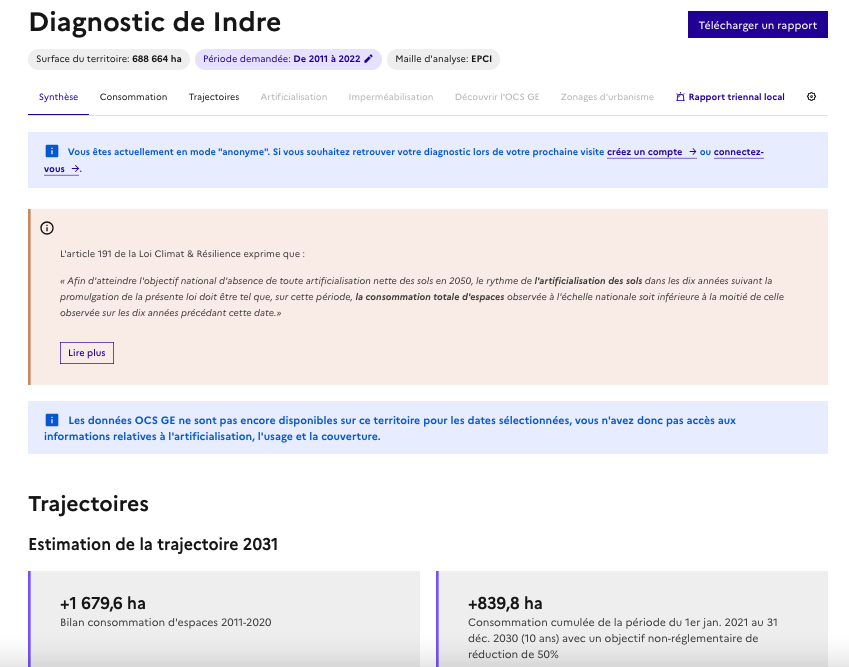 Diagnostic de Indre
Télécharger un rapport
Surface du territoire: 688 664 ha
Période demandée: De 2011 à 2022
Maille d'analyse: EPCI
Synthèse
Consommation
Trajectoires
Artificialisation
Imperméabilisation
Découvrir l'OCS GE
Zonages d'urbanisme
Rapport triennal local
Vous êtes actuellement en mode "anonyme". Si vous souhaitez retrouver votre diagnostic lors de votre prochaine visite créez un compte → ou connectez-
vous →.
L'article 191 de la Loi Climat & Résilience exprime que :
« Afin d'atteindre l'objectif national d'absence de toute artificialisation nette des sols en 2050, le rythme de l'artificialisation des sols dans les dix années suivant la
promulgation de la présente loi doit être tel que, sur cette période, la consommation totale d'espaces observée à l'échelle nationale soit inférieure à la moitié de celle
observée sur les dix années précédant cette date.»
Lire plus
Les données OCS GE ne sont pas encore disponibles sur ce territoire pour les dates sélectionnées, vous n'avez donc pas accès aux
informations relatives à l'artificialisation, l'usage et la couverture.
Trajectoires
Estimation de la trajectoire 2031
+1 679,6 ha
Bilan consommation d'espaces 2011-2020
+839,8 ha
Consommation cumulée de la période du 1er jan. 2021 au 31
déc. 2030 (10 ans) avec un objectif non-réglementaire de
réduction de 50%